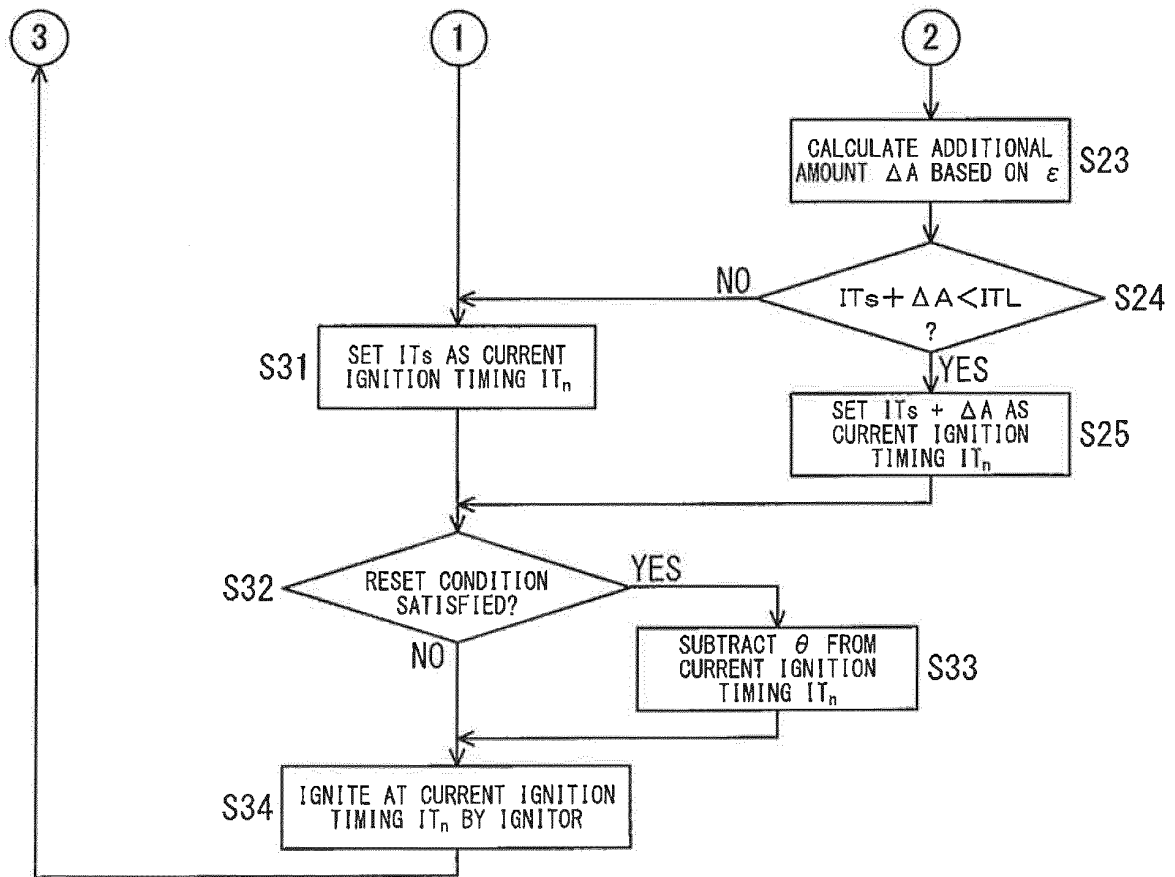 3
1
2
CALCULATE ADDITIONAL
AMOUNT ΔA BASED ON ε
S23
NO
ITs+ΔA<ITL
?
S24
S31
SET ITs AS CURRENT
IGNITION TIMING ITn
YES
SET ITs + ΔA AS
CURRENT IGNITION
TIMING ITn
S25
S32
RESET CONDITION
SATISFIED?
YES
NO
SUBTRACT θ FROM
CURRENT IGNITION
TIMING ITn
S33
S34
IGNITE AT CURRENT IGNITION
TIMING ITn BY IGNITOR